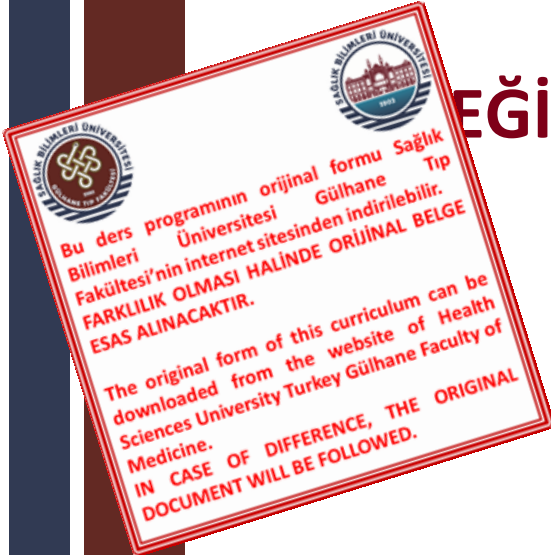 EĞİ
SAĞLIK BİLİMLERİ ÜNİVERSİTESİ
1903
SAĞLIK BİLİMLERİ ÜNİVERSİTESİ
GÜLHANE TIP FAKÜLTESİ
Bu ders programının orijinal formu Sağlık
Bilimleri Üniversitesi Gülhane Tıp
Fakültesi’nin internet sitesinden indirilebilir.
FARKLILIK OLMASI HALİNDE ORİJİNAL BELGE
ESAS ALINACAKTIR.
The original form of this curriculum can be
downloaded from the website of Health
Sciences University Turkey Gülhane Faculty of
Medicine.
IN CASE OF DIFFERENCE, THE ORIGINAL
DOCUMENT WILL BE FOLLOWED.